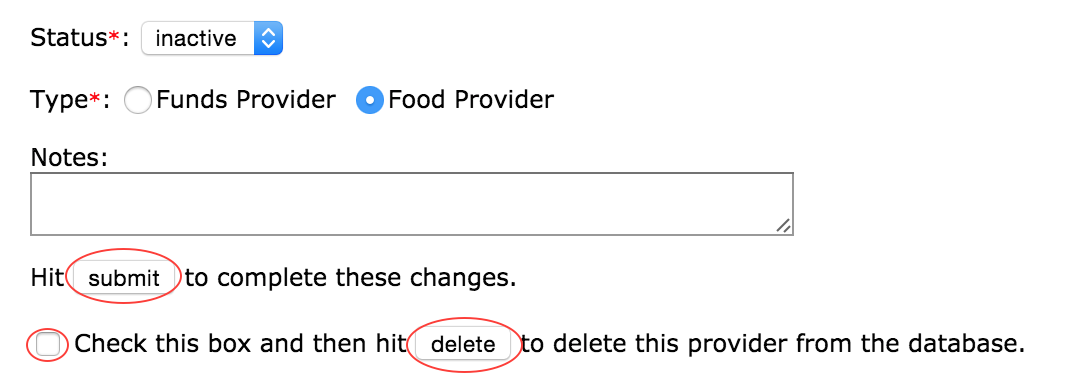 Status*: inactive
Type*: Funds Provider Food Provider
Notes:
Hit submit to complete these changes.
Check this box and then hit delete to delete this provider from the database.